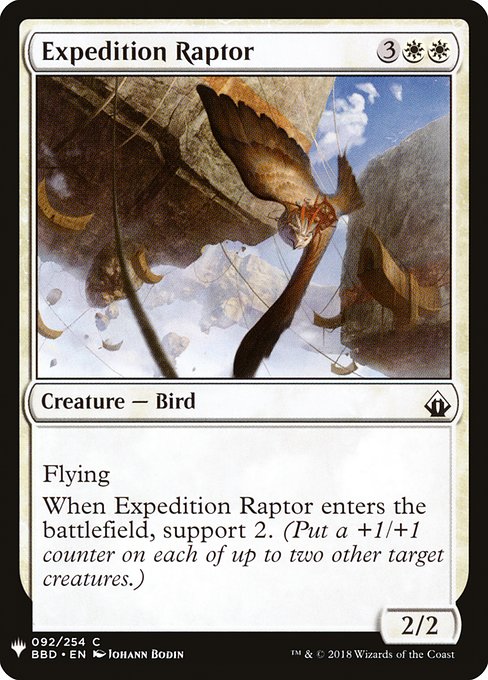 Expedition Raptor 3
Creature — Bird
Flying
When Expedition Raptor enters the
battlefield, support 2. (Put a +1/+1
counter on each of up to two other target
creatures.)
2/2
092/254 C
BBD • EN Johann Bodin
™ & © 2018 Wizards of the Coast